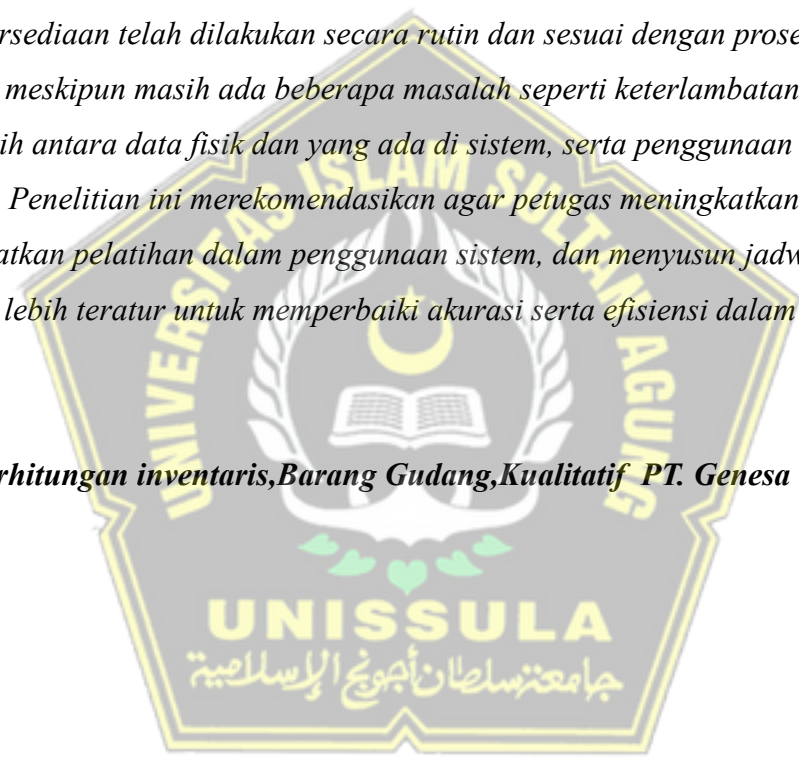 rsediaan telah dilakukan secara rutin dan sesuai dengan prose
meskipun masih ada beberapa masalah seperti keterlambatan
ih antara data fisik dan yang ada di sistem, serta penggunaan
Penelitian ini merekomendasikan agar petugas meningkatkan
atkan pelatihan dalam penggunaan sistem, dan menyusun jadw
lebih teratur untuk memperbaiki akurasi serta efisiensi dalam
rhitungan inventaris,Barang Gudang,Kualitatif PT. Genesa
UNIVERSITAS ISLAM SULTAN AGUNG
UNISSULA
جامعة سلطان أجونج الإسلامية